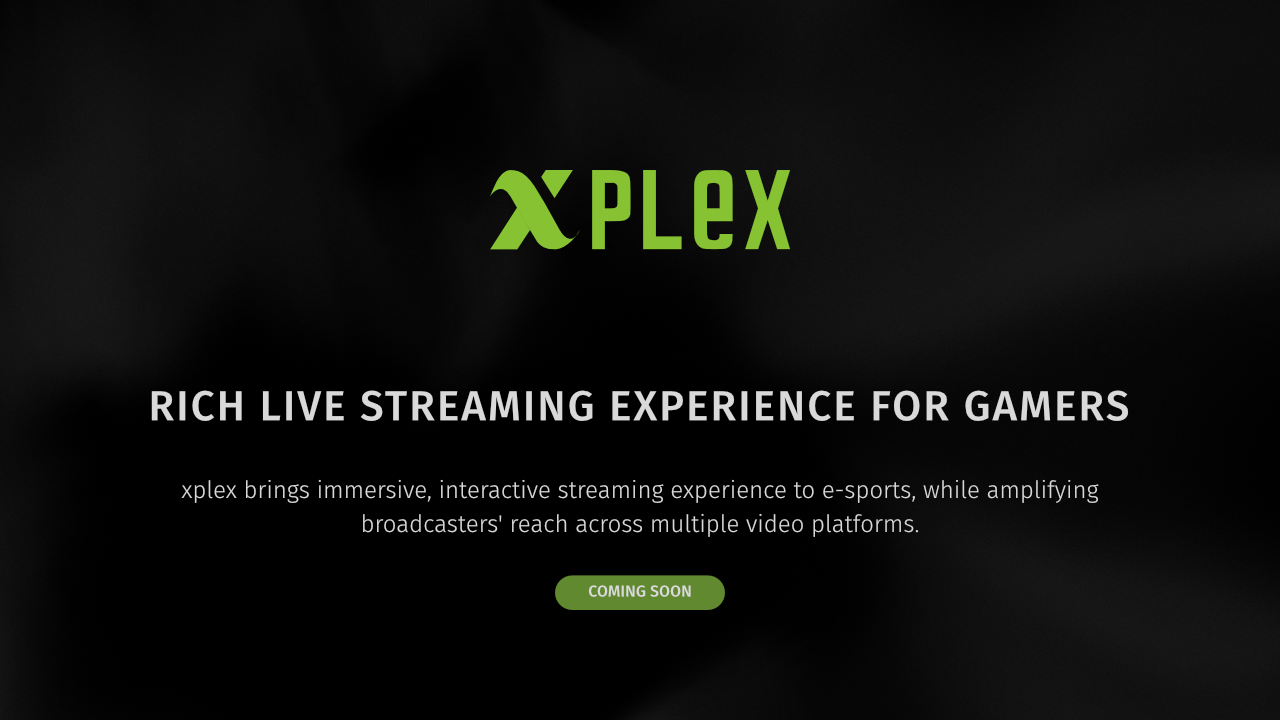 xPLeX
RICH LIVE STREAMING EXPERIENCE FOR GAMERS
xplex brings immersive, interactive streaming experience to e-sports, while amplifying
broadcasters' reach across multiple video platforms.
COMING SOON